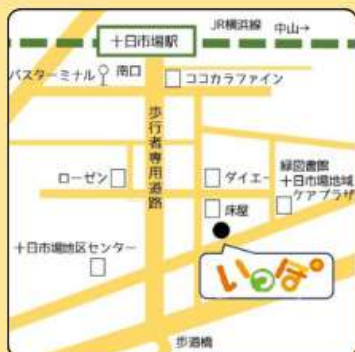 JR横浜線 中山→
十日市場駅
バスターミナル 南口
ココカラファイン
歩行者専用道路
ローゼン
ダイエー
緑図書館
十日市場地域
ケアプラザ
床屋
十日市場地区センター
いっぽ
歩道橋